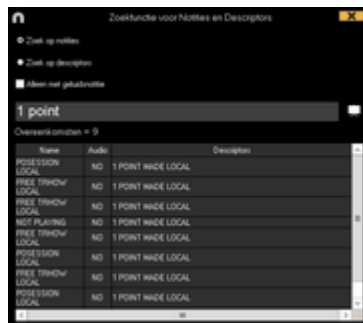 Zoekfunctie voor Notities en Descriptors
Zoek op notities
Zoek op descriptors
Alleen met geluidsnotitie
1 point
Overeenkomsten = 9
Name Audio Descriptors
POSESSION LOCAL NO 1 POINT MADE LOCAL
FREE TRHOW LOCAL NO 1 POINT MADE LOCAL
FREE TRHOW LOCAL NO 1 POINT MADE LOCAL
NOT PLAYING NO 1 POINT MADE LOCAL
FREE TRHOW LOCAL NO 1 POINT MADE LOCAL
POSESSION LOCAL NO 1 POINT MADE LOCAL
FREE TRHOW LOCAL NO 1 POINT MADE LOCAL
POSESSION LOCAL NO 1 POINT MADE LOCAL